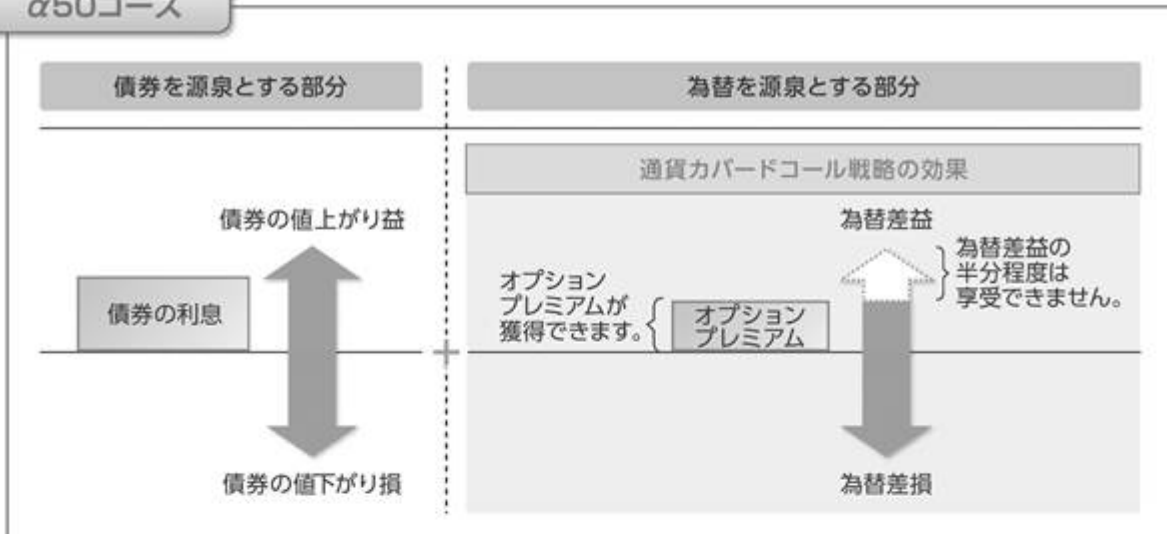 α50コース
債券を源泉とする部分
為替を源泉とする部分
通貨カバードコール戦略の効果
債券の値上がり益
債券の利息
債券の値下がり損
為替差益
オプション
プレミアムが
獲得できます。
オプション
プレミアム
為替差益の
半分程度は
享受できません。
為替差損